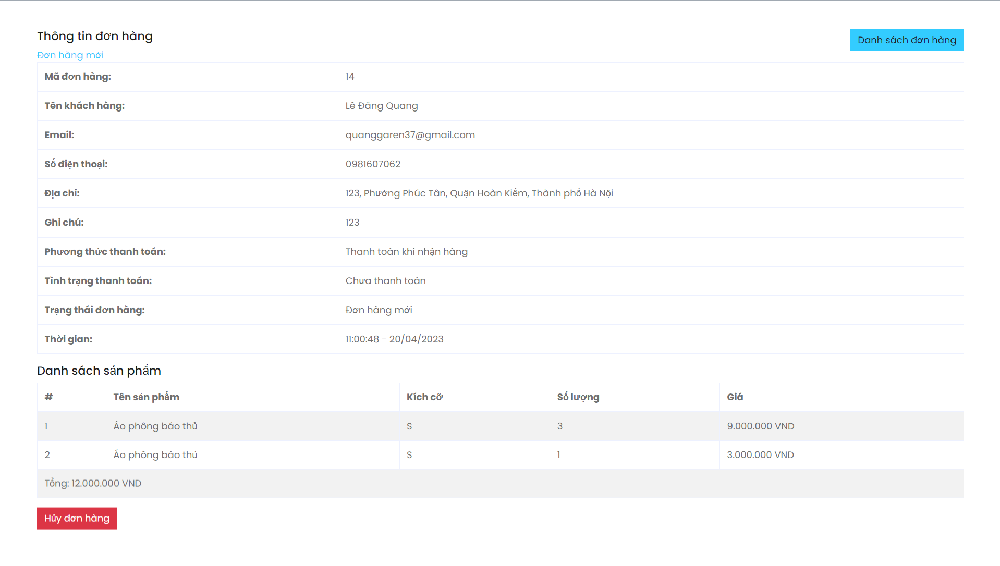 Thông tin đơn hàng
Danh sách đơn hàng
Đơn hàng mới
Mã đơn hàng: 14
Tên khách hàng: Lê Đăng Quang
Email: quanggaren37@gmail.com
Số điện thoại: 0981607062
Địa chỉ: 123, Phường Phúc Tân, Quận Hoàn Kiếm, Thành phố Hà Nội
Ghi chú: 123
Phương thức thanh toán: Thanh toán khi nhận hàng
Tình trạng thanh toán: Chưa thanh toán
Trạng thái đơn hàng: Đơn hàng mới
Thời gian: 11:00:48 - 20/04/2023
Danh sách sản phẩm
# Tên sản phẩm Kích cỡ Số lượng Giá
1 Áo phông báo thủ S 3 9.000.000 VND
2 Áo phông báo thủ S 1 3.000.000 VND
Tổng: 12.000.000 VND
Hủy đơn hàng